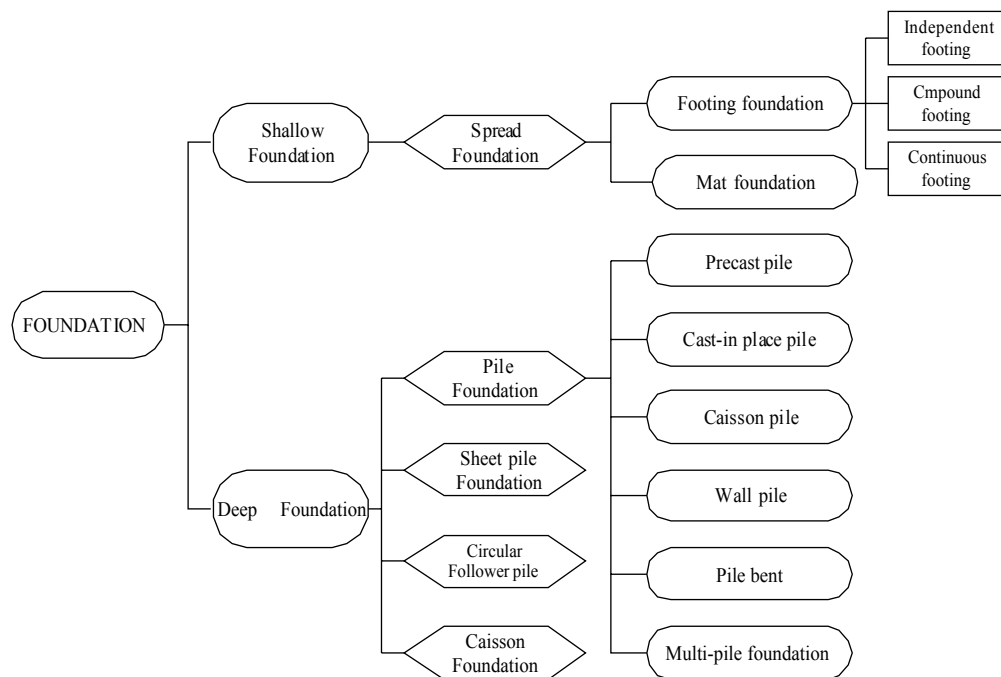 Independent
footing
Footing foundation
Cmpound
footing
Shallow
Foundation
Spread
Foundation
Continuous
footing
Mat foundation
Precast pile
FOUNDATION
Cast-in place pile
Pile
Foundation
Caisson pile
Sheet pile
Foundation
Wall pile
Deep Foundation
Circular
Follower pile
Pile bent
Caisson
Foundation
Multi-pile foundation